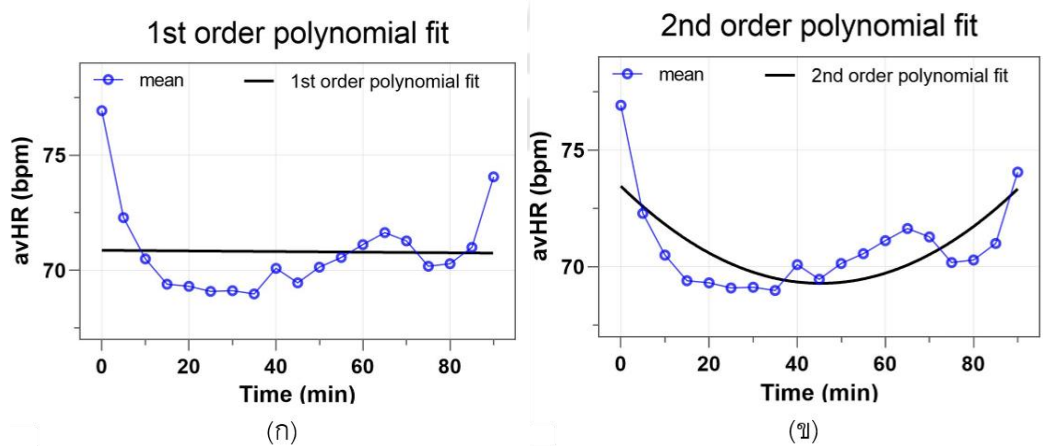 1st order polynomial fit
mean
1st order polynomial fit
avHR (bpm)
75
70
0
20
40
60
80
Time (min)
(ก)
2nd order polynomial fit
mean
2nd order polynomial fit
avHR (bpm)
75
70
0
20
40
60
80
Time (min)
(ข)